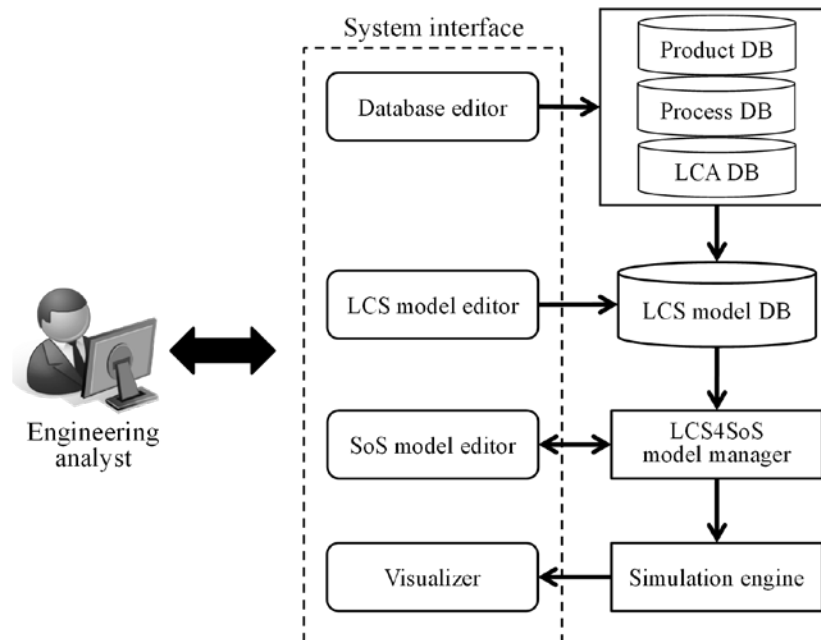 System interface
Product DB
Process DB
LCA DB
Database editor
LCS model editor
LCS model DB
Engineering
analyst
SoS model editor
LCS4SoS
model manager
Visualizer
Simulation engine